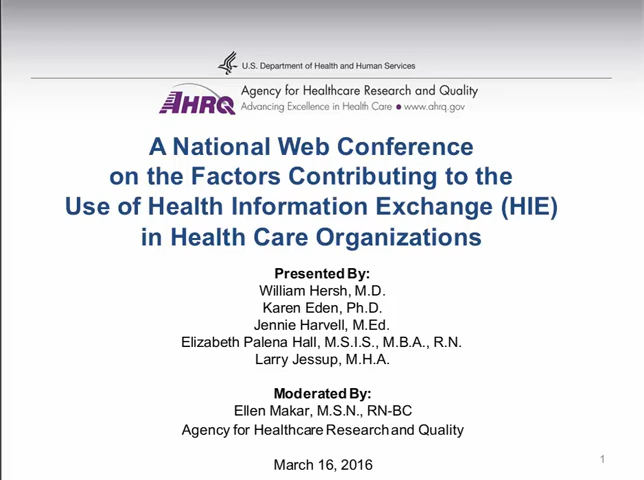 U.S. Department of Health and Human Services
AHRQ
Agency for Healthcare Research and Quality
Advancing Excellence in Health Care • www.ahrq.gov
A National Web Conference
on the Factors Contributing to the
Use of Health Information Exchange (HIE)
in Health Care Organizations
Presented By:
William Hersh, M.D.
Karen Eden, Ph.D.
Jennie Harvell, M.Ed.
Elizabeth Palena Hall, M.S.I.S., M.B.A., R.N.
Larry Jessup, M.H.A.
Moderated By:
Ellen Makar, M.S.N., RN-BC
Agency for Healthcare Research and Quality
March 16, 2016
1